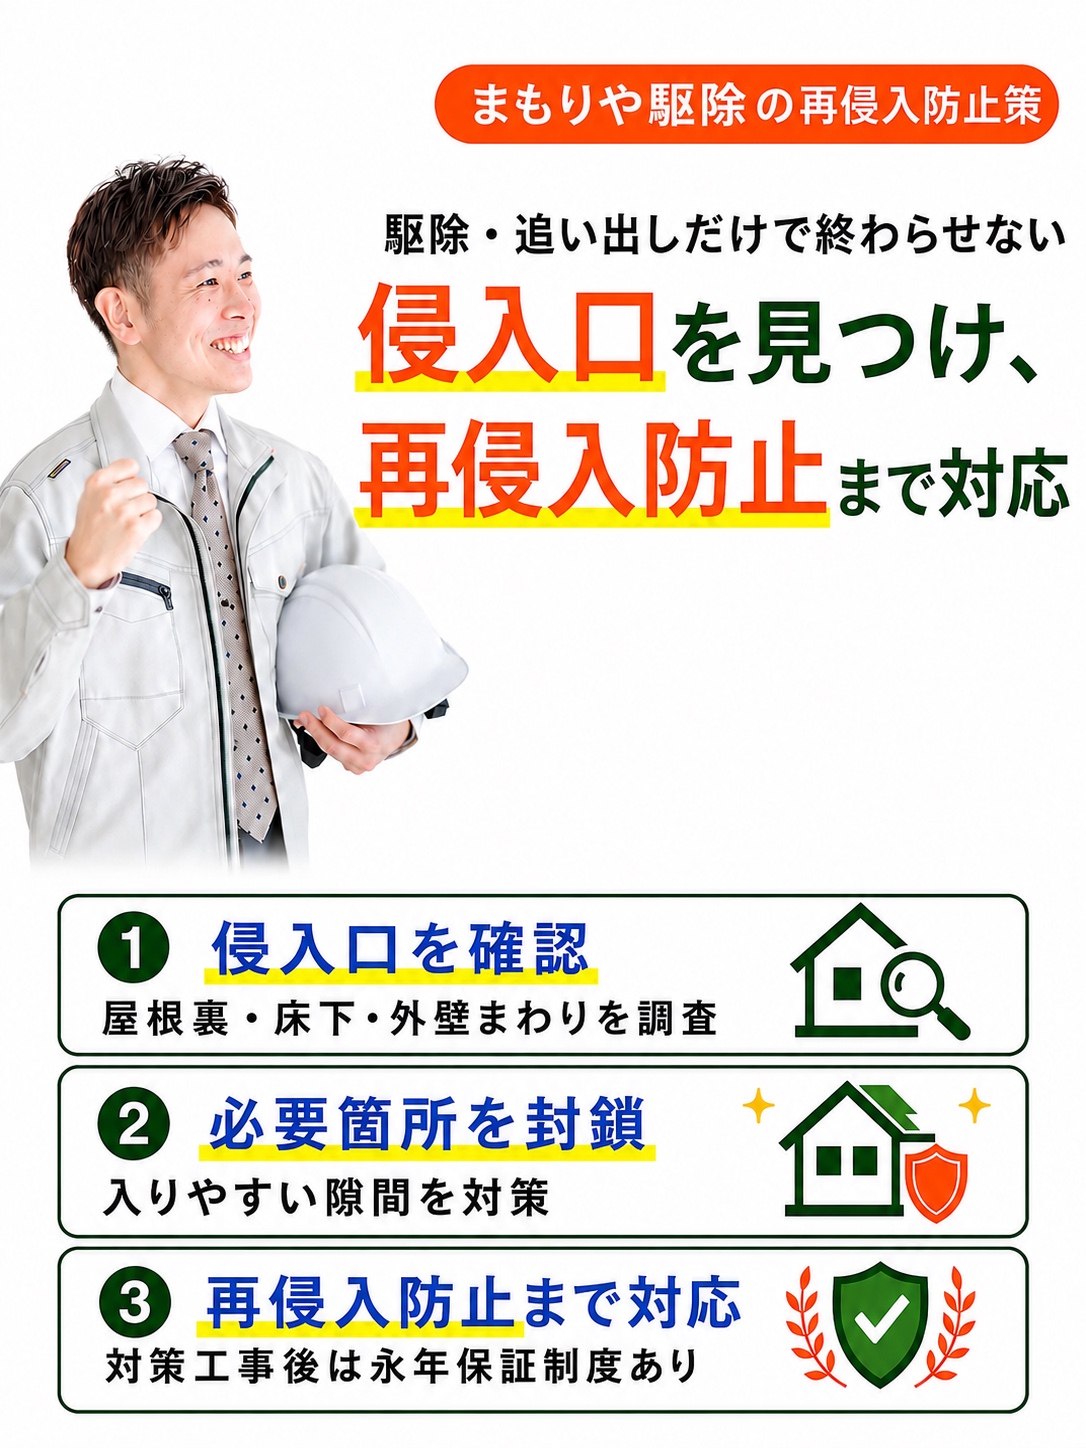 まもりや駆除の再侵入防止策
駆除・追い出しだけで終わらせない
侵入口を見つけ、
再侵入防止まで対応
1 侵入口を確認
屋根裏・床下・外壁まわりを調査
2 必要箇所を封鎖
入りやすい隙間を対策
3 再侵入防止まで対応
対策工事後は永年保証制度あり